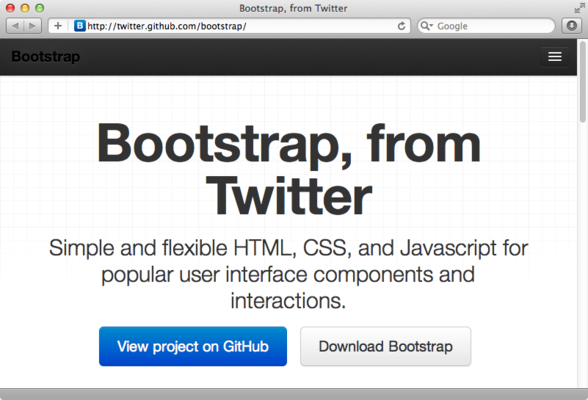 Bootstrap, from Twitter
http://twitter.github.com/bootstrap/
Google
Bootstrap
Bootstrap, from
Twitter
Simple and flexible HTML, CSS, and Javascript for
popular user interface components and
interactions.
View project on GitHub
Download Bootstrap